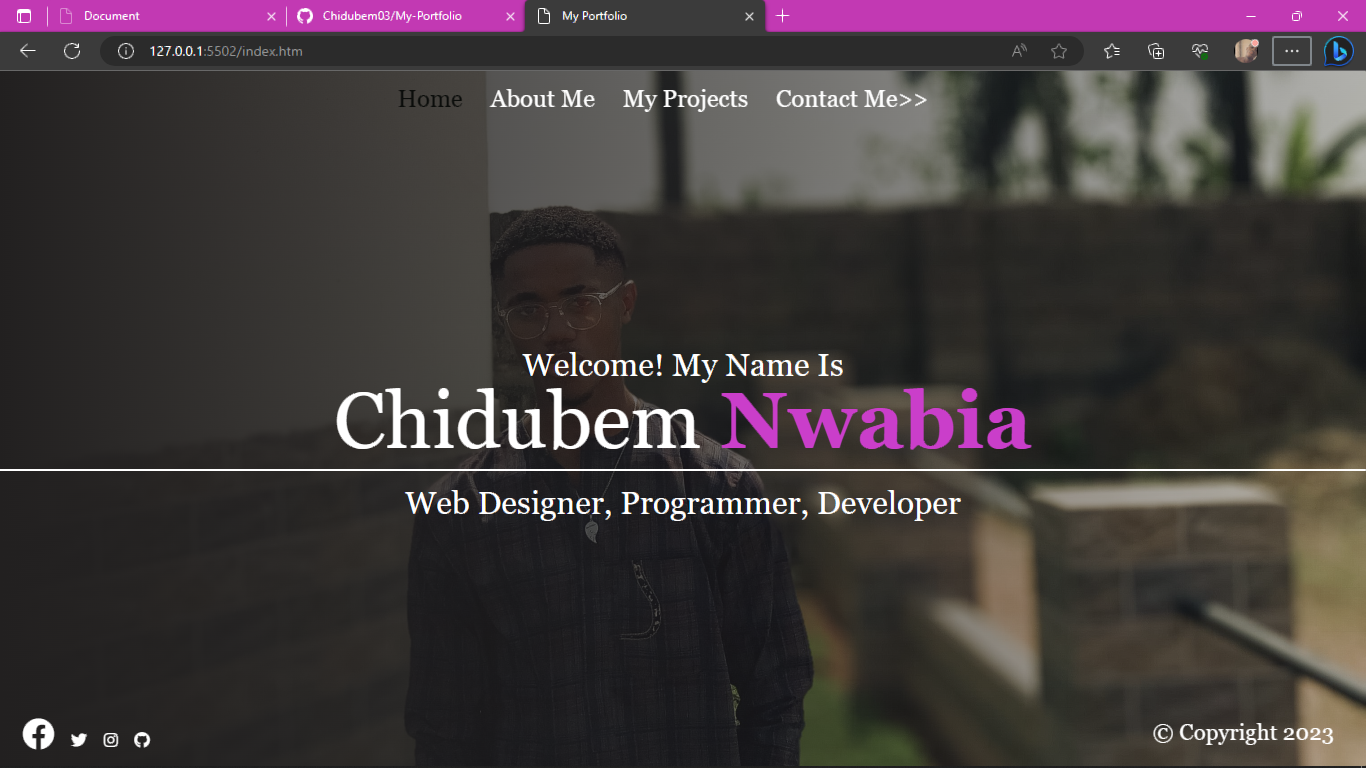 Document
Chidubem03/My-Portfolio
My Portfolio
127.0.0.1:5502/index.htm
Home About Me My Projects Contact Me>>
Welcome! My Name Is
Chidubem Nwabia
Web Designer, Programmer, Developer
© Copyright 2023